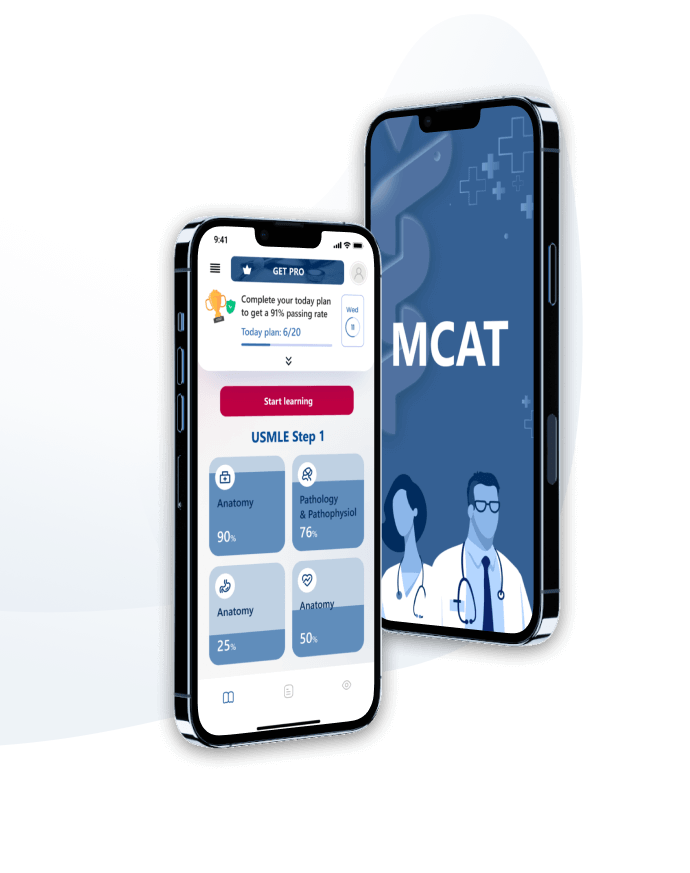 9:41
GET PRO
Complete your today plan
to get a 91% passing rate
Today plan: 6/20
Wed
Start learning
USMLE Step 1
Anatomy
90%
Pathology
& Pathophysiol
76%
Anatomy
25%
Anatomy
50%
MCAT